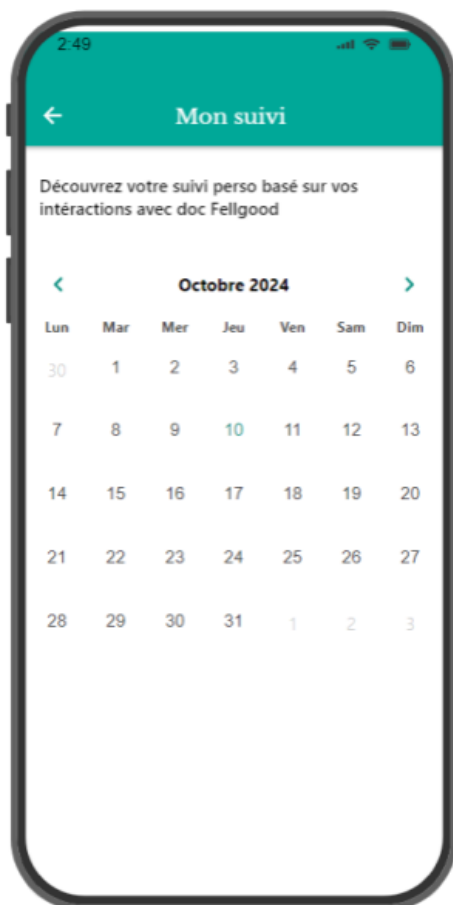 2:49
Mon suivi
Découvrez votre suivi perso basé sur vos
intéractions avec doc Fellgood
Octobre 2024
Lun Mar Mer Jeu Ven Sam Dim
30 1 2 3 4 5 6
7 8 9 10 11 12 13
14 15 16 17 18 19 20
21 22 23 24 25 26 27
28 29 30 31 1 2 3